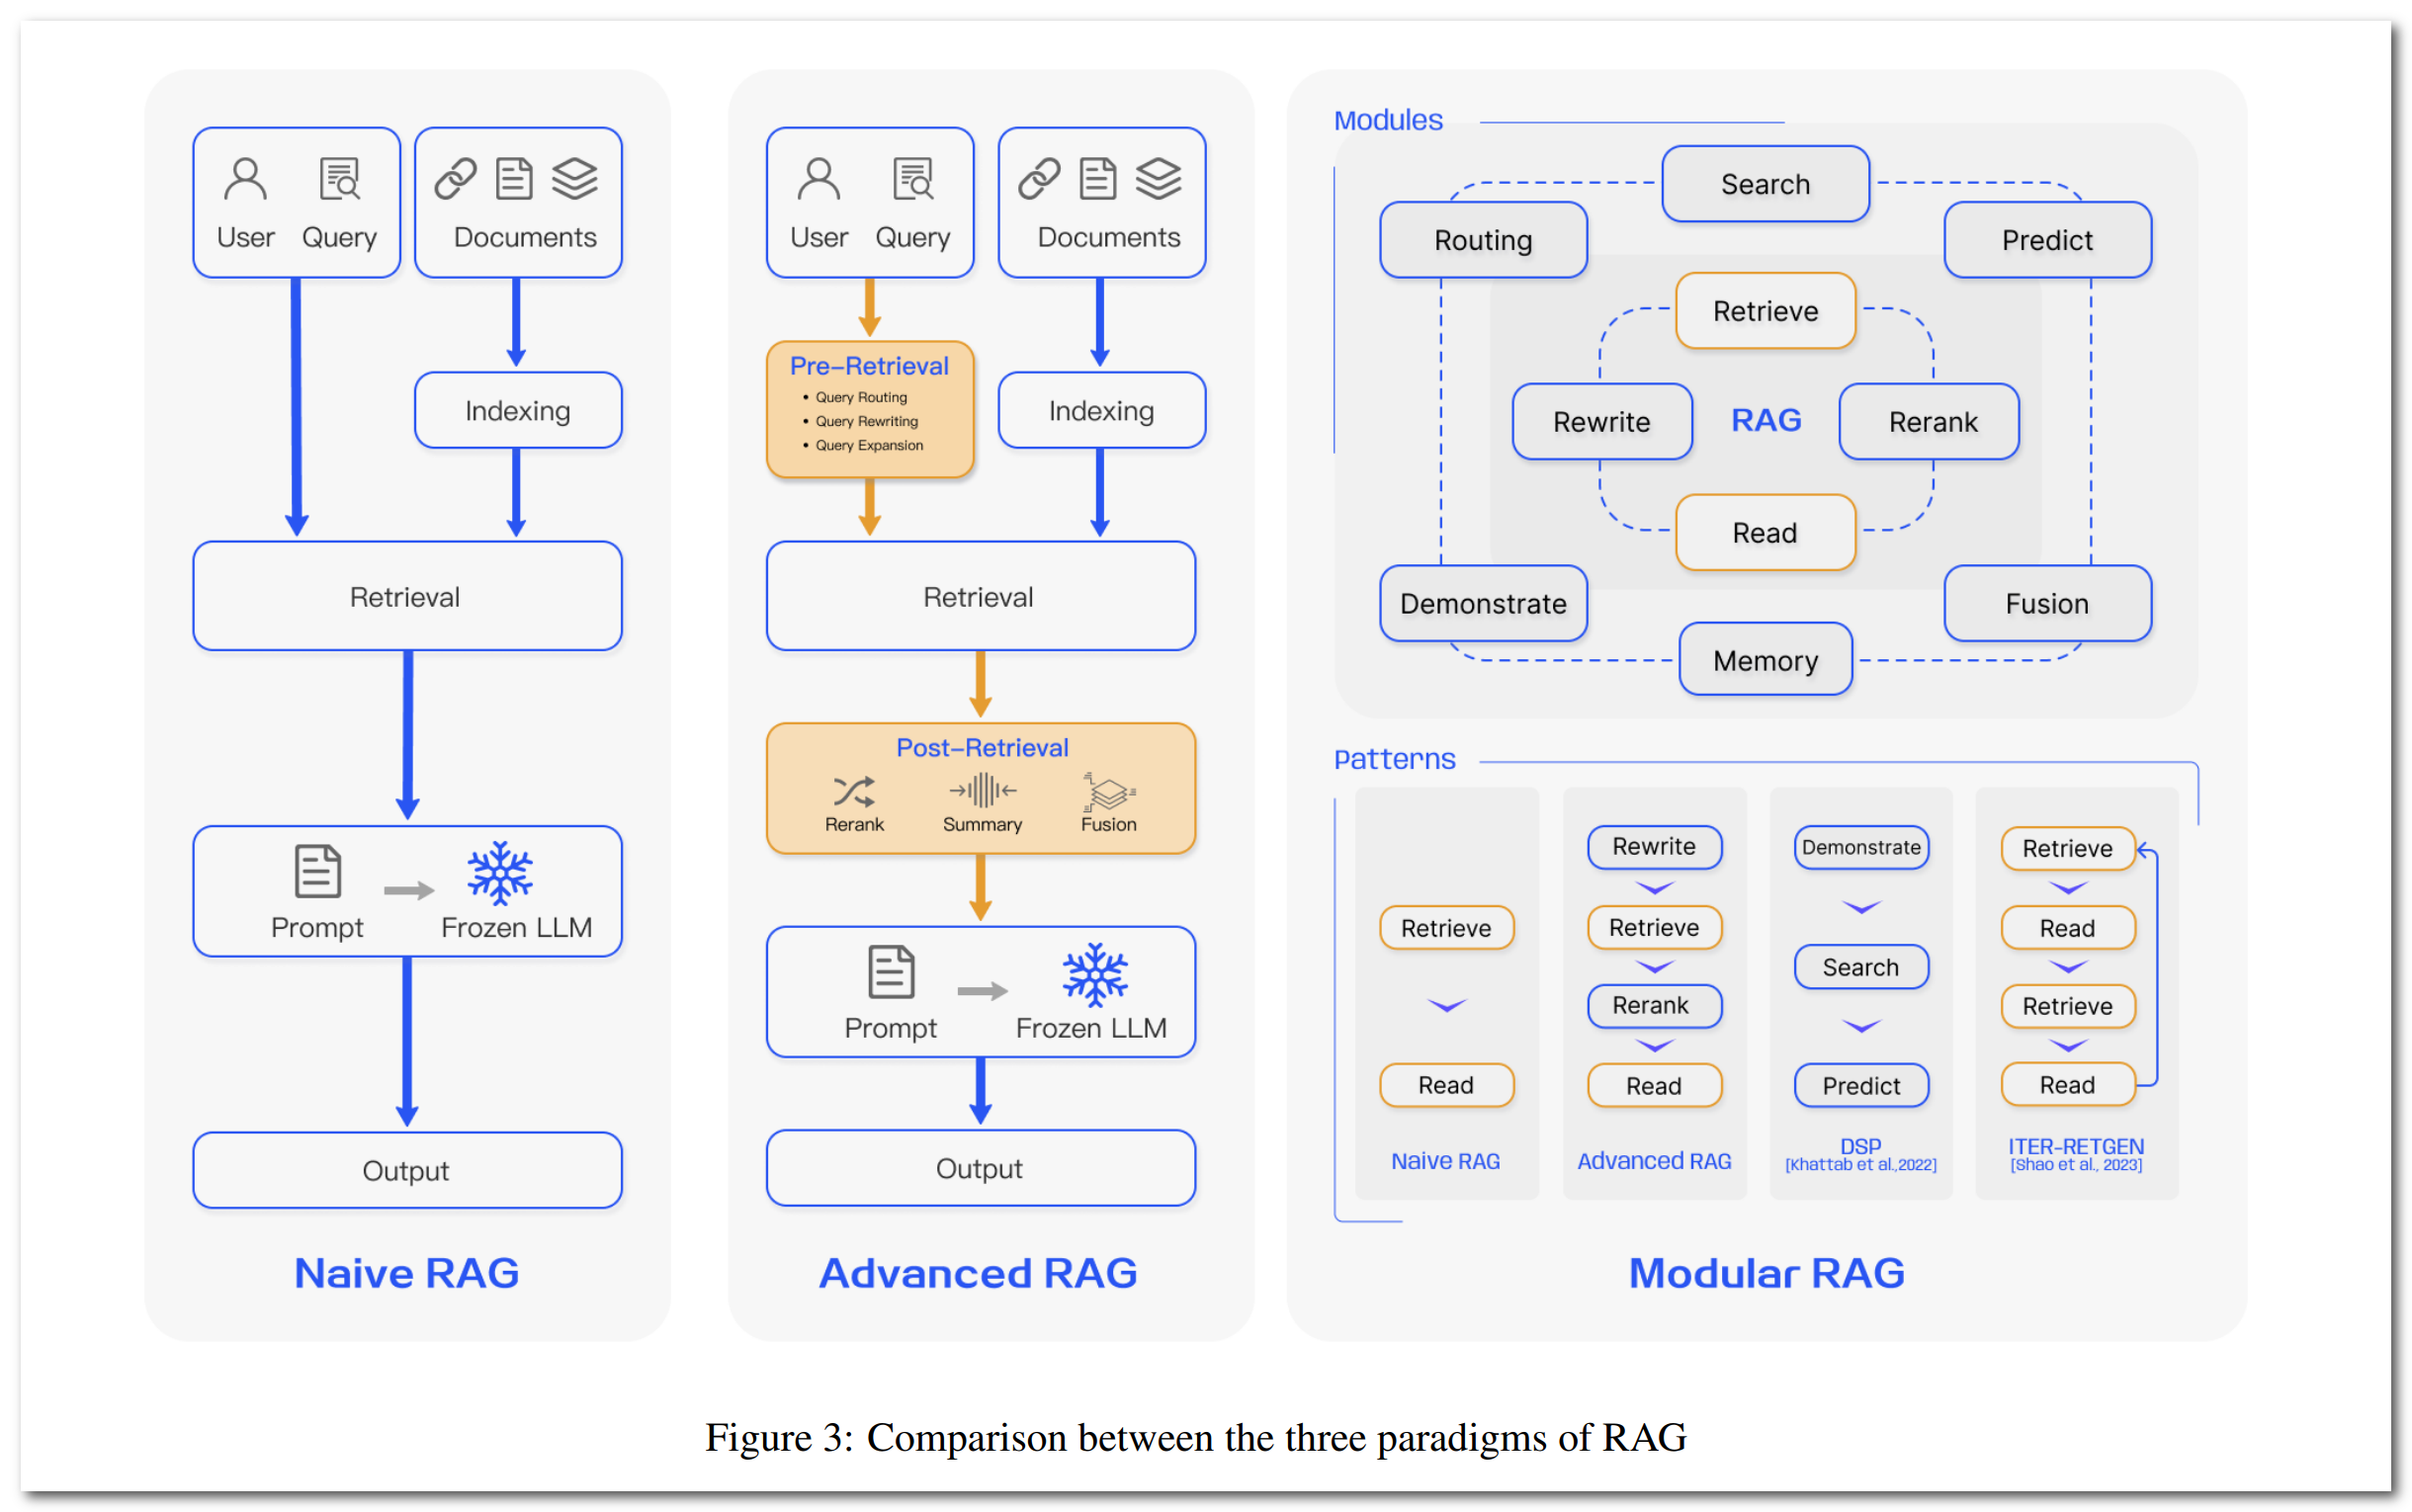 User Query
Documents
Indexing
Retrieval
Prompt
Frozen LLM
Output
Naive RAG
User Query
Documents
Pre-Retrieval
• Query Routing
• Query Rewriting
• Query Expansion
Indexing
Retrieval
Post-Retrieval
Rerank
Summary
Fusion
Prompt
Frozen LLM
Output
Advanced RAG
Modules
Search
Routing
Predict
Retrieve
Rewrite
RAG
Rerank
Read
Demonstrate
Fusion
Memory
Patterns
Retrieve
Read
Naive RAG
Rewrite
Retrieve
Rerank
Read
Advanced RAG
Demonstrate
Search
Predict
DSP
[Khattab et al.,2022]
Retrieve
Read
Retrieve
Read
ITER-RETGEN
[Shao et al., 2023]
Modular RAG
Figure 3: Comparison between the three paradigms of RAG